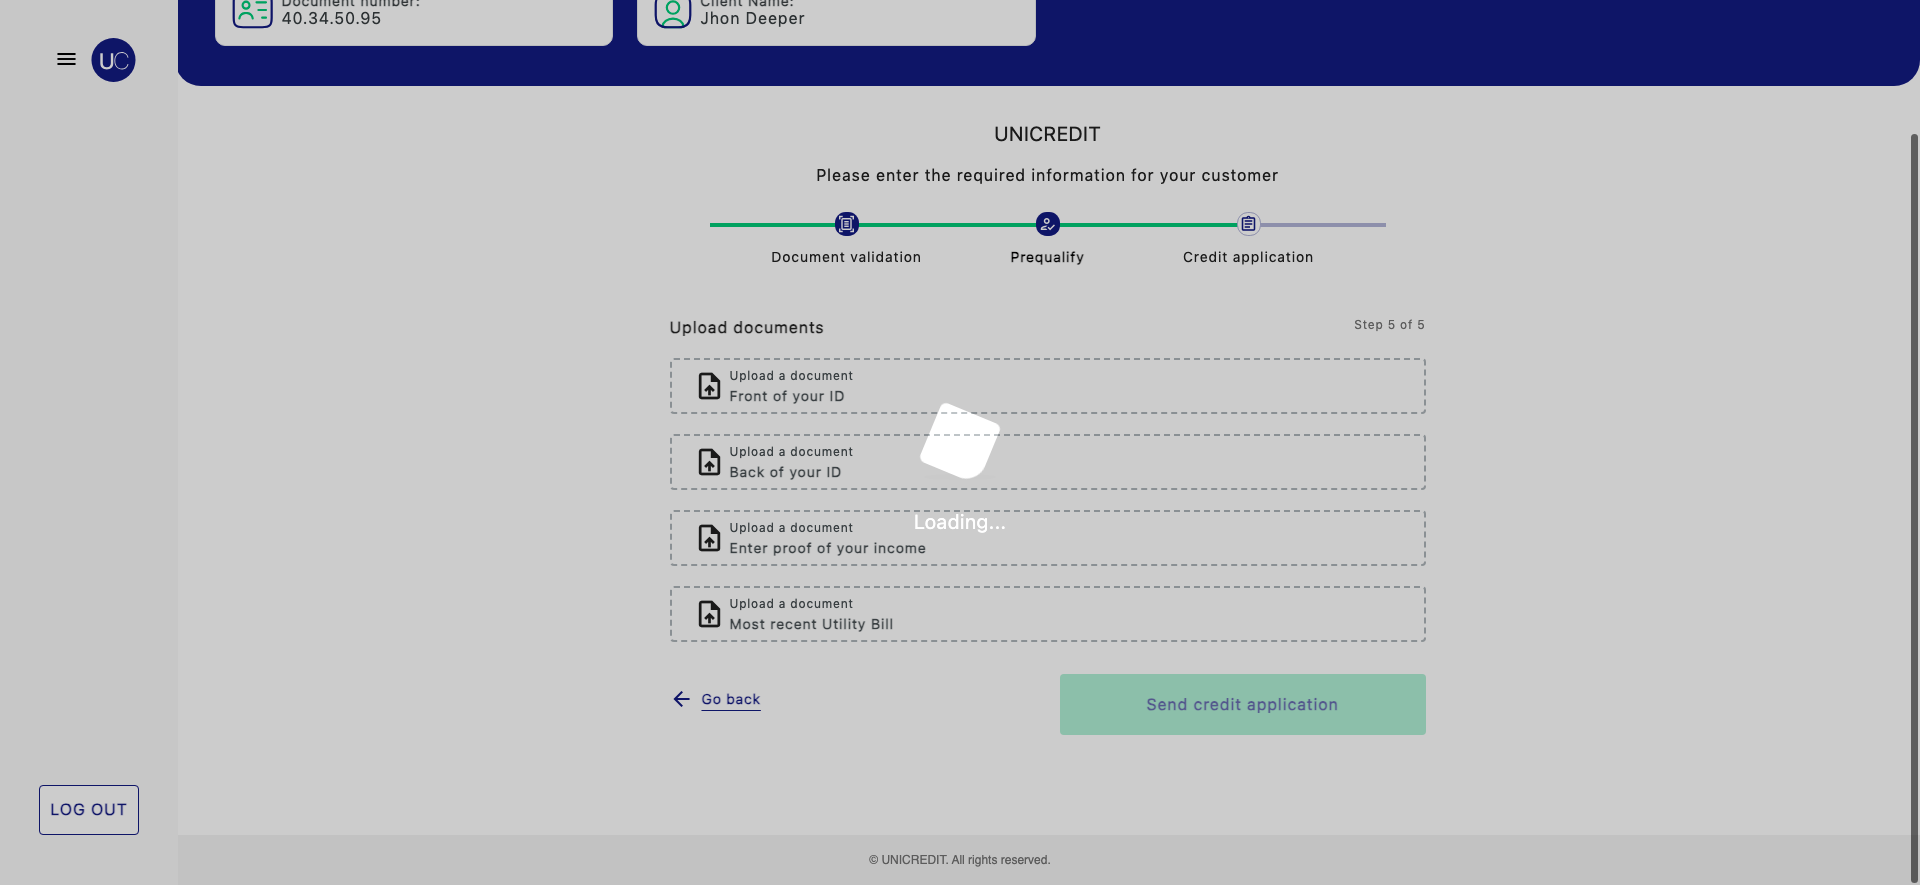 Document number:
40.34.50.95
Client Name:
Jhon Deeper
UC
UNICREDIT
Please enter the required information for your customer
Document validation
Prequalify
Credit application
Upload documents
Step 5 of 5
Upload a document
Front of your ID
Upload a document
Back of your ID
Loading...
Upload a document
Enter proof of your income
Upload a document
Most recent Utility Bill
Go back
Send credit application
LOG OUT
© UNICREDIT. All rights reserved.